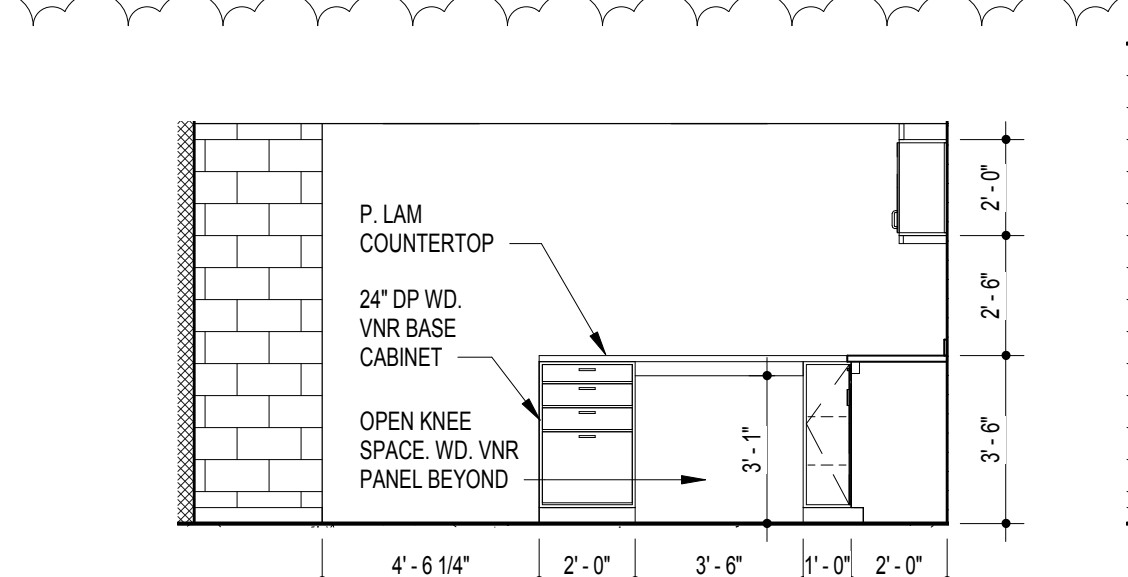 P. LAM
COUNTERTOP
24" DP WD.
VNR BASE
CABINET
OPEN KNEE
SPACE. WD. VNR
PANEL BEYOND
3' - 1"
2' - 0"
2' - 6"
3' - 6"
4' - 6 1/4"
2' - 0"
3' - 6"
1' - 0"
2' - 0"